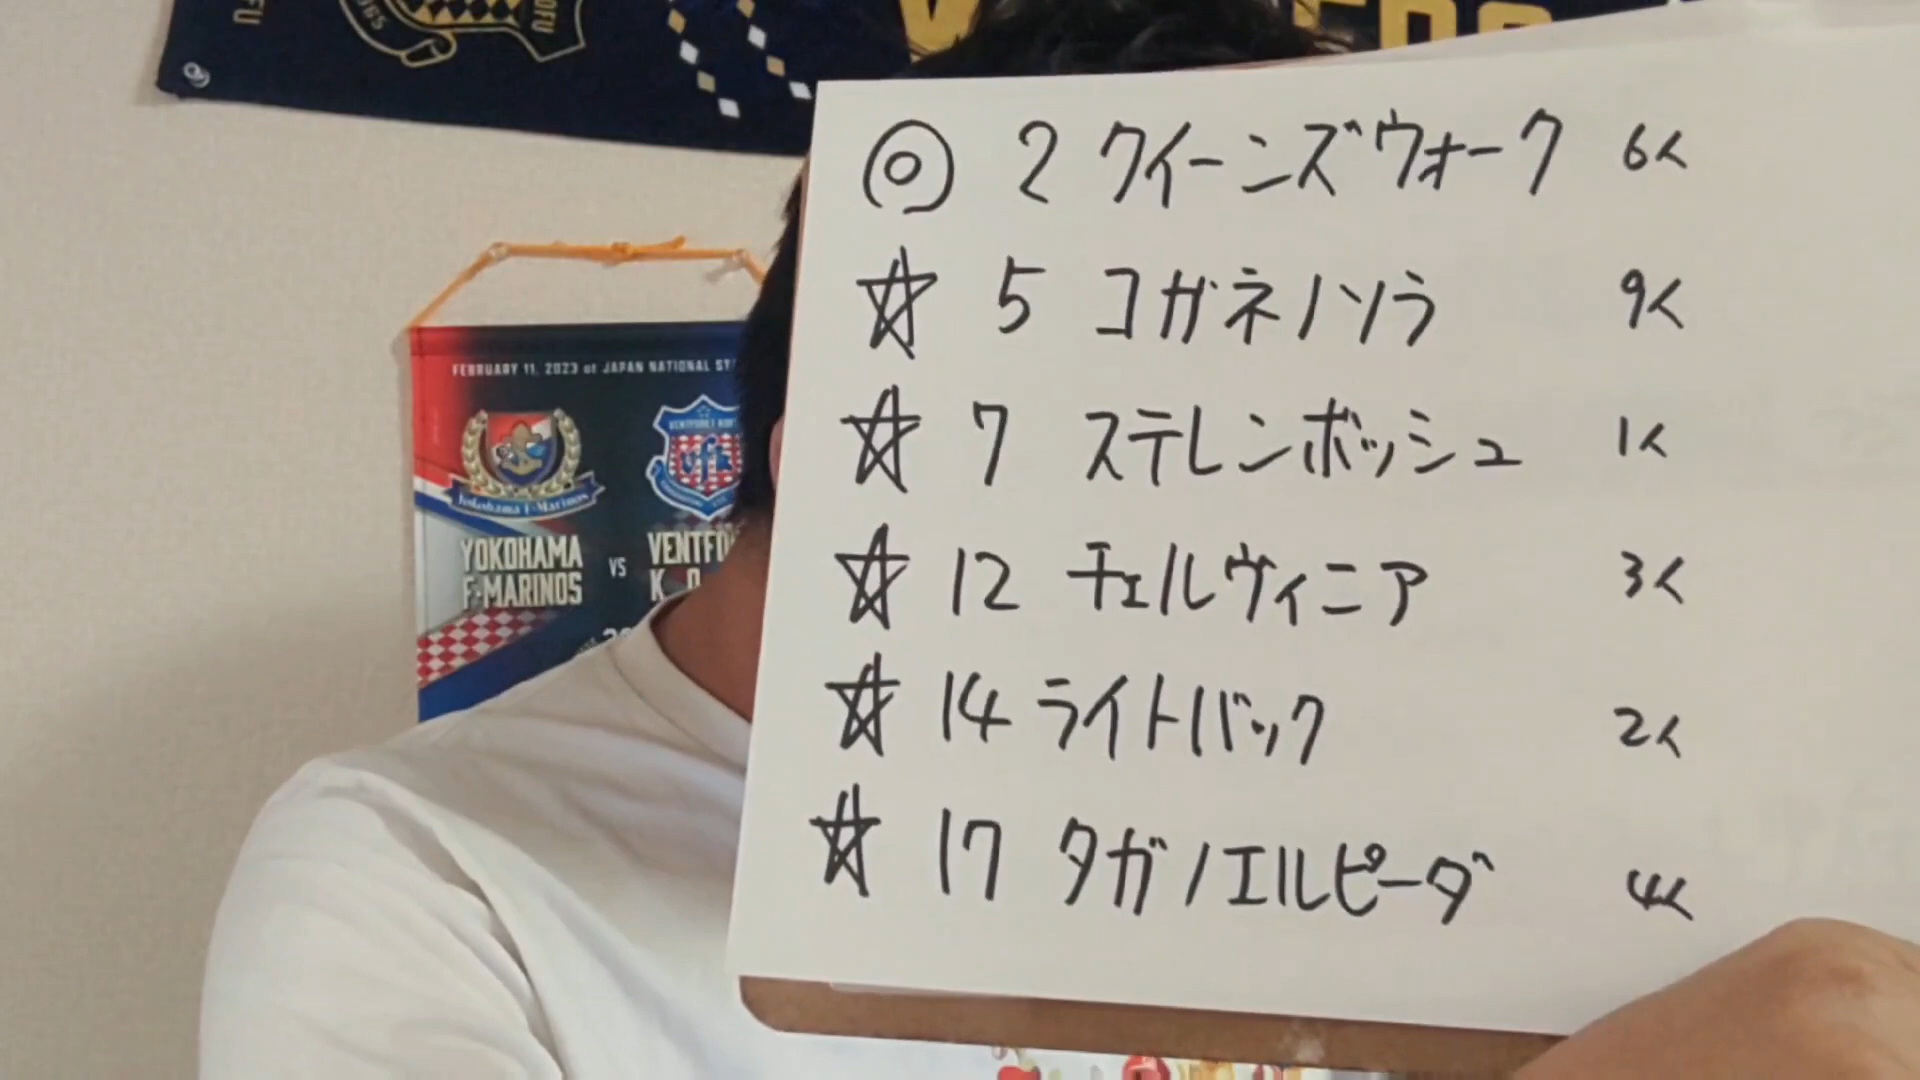 FEBRUARY 11, 2023 at JAPAN NATIONAL ST
Yokohama F·Marinos
YOKOHAMA
F·MARINOS
VS
◎ 2 クイーンズウォーク 6人
☆ 5 コガネノソラ 9人
☆ 7 ステレンボッシュ 1人
☆ 12 チェルヴィニア 3人
☆ 14 ライトバック 2人
☆ 17 タガノエルピーダ 4人